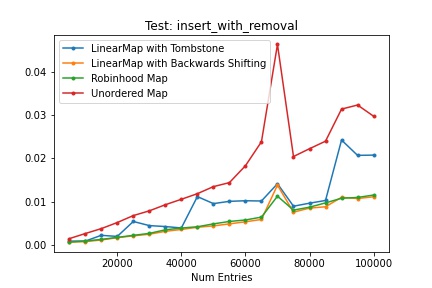 Test: insert_with_removal
LinearMap with Tombstone
LinearMap with Backwards Shifting
Robinhood Map
Unordered Map
0.04
0.03
0.02
0.01
0.00
20000 40000 60000 80000 100000
Num Entries